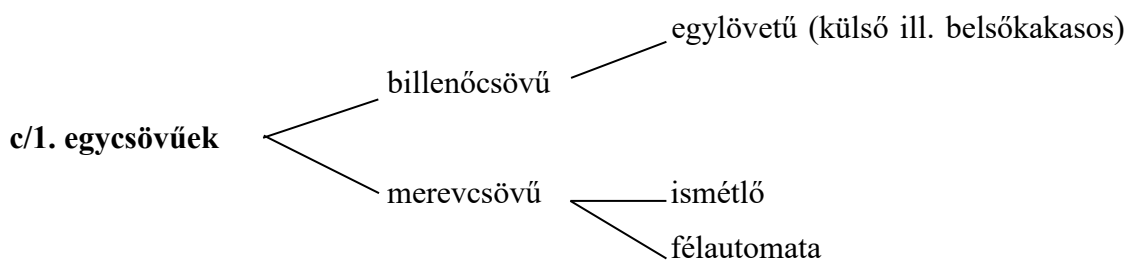 egylövetű (külső ill. belsőkakasos)
billenőcsövű
c/1. egycsövűek
merevcsövű
ismétlő
félautomata